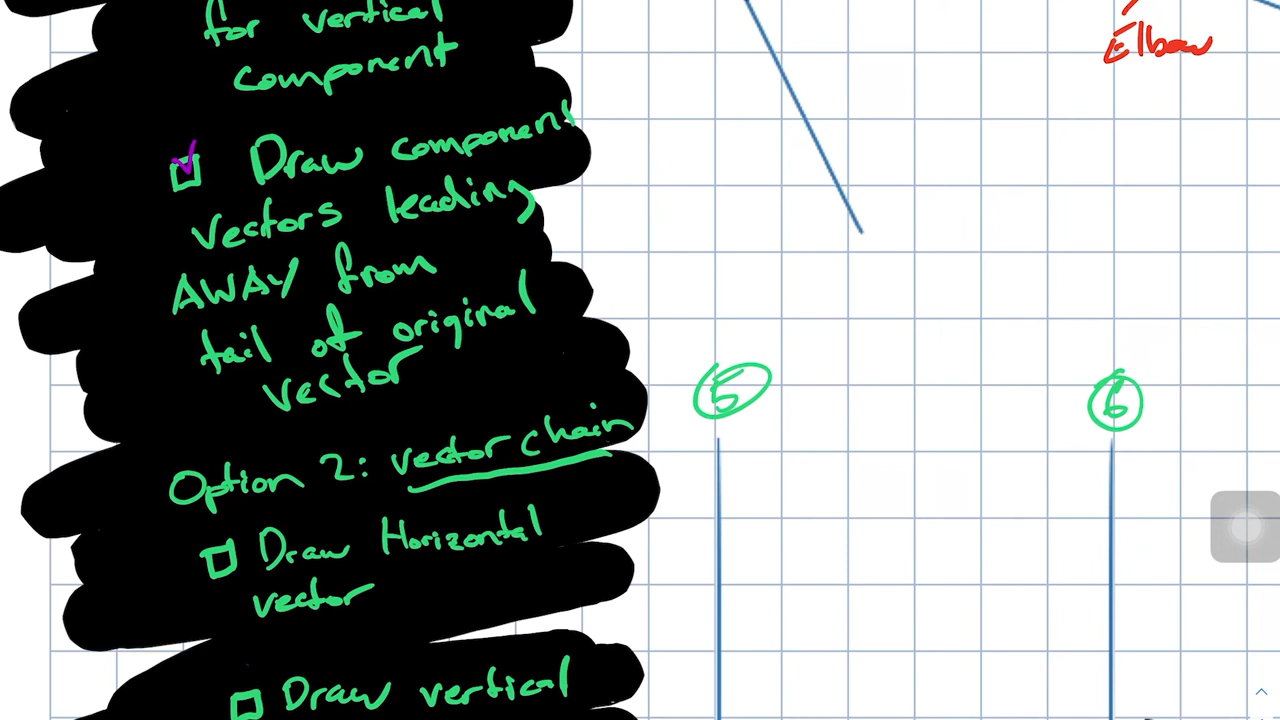 for vertical
component
Draw component
vectors leading
AWAY from
tail of original
vector
Option 2: vector chain
Draw Horizontal
vector
Draw vertical
Elbow
5
6